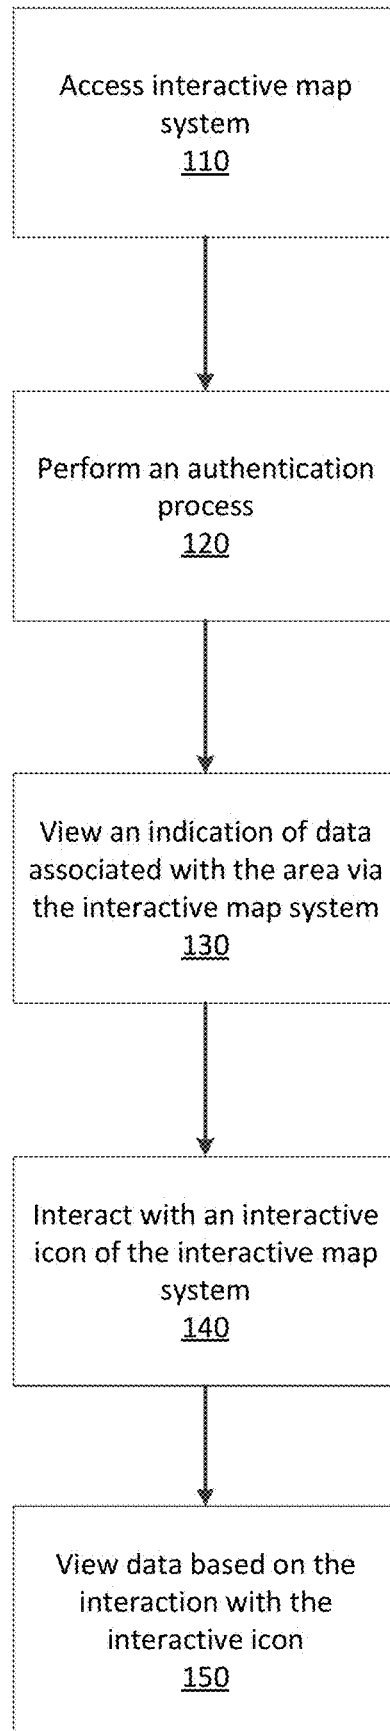 Access interactive map
system
110
Perform an authentication
process
120
View an indication of data
associated with the area via
the interactive map system
130
Interact with an interactive
icon of the interactive map
system
140
View data based on the
interaction with the
interactive icon
150